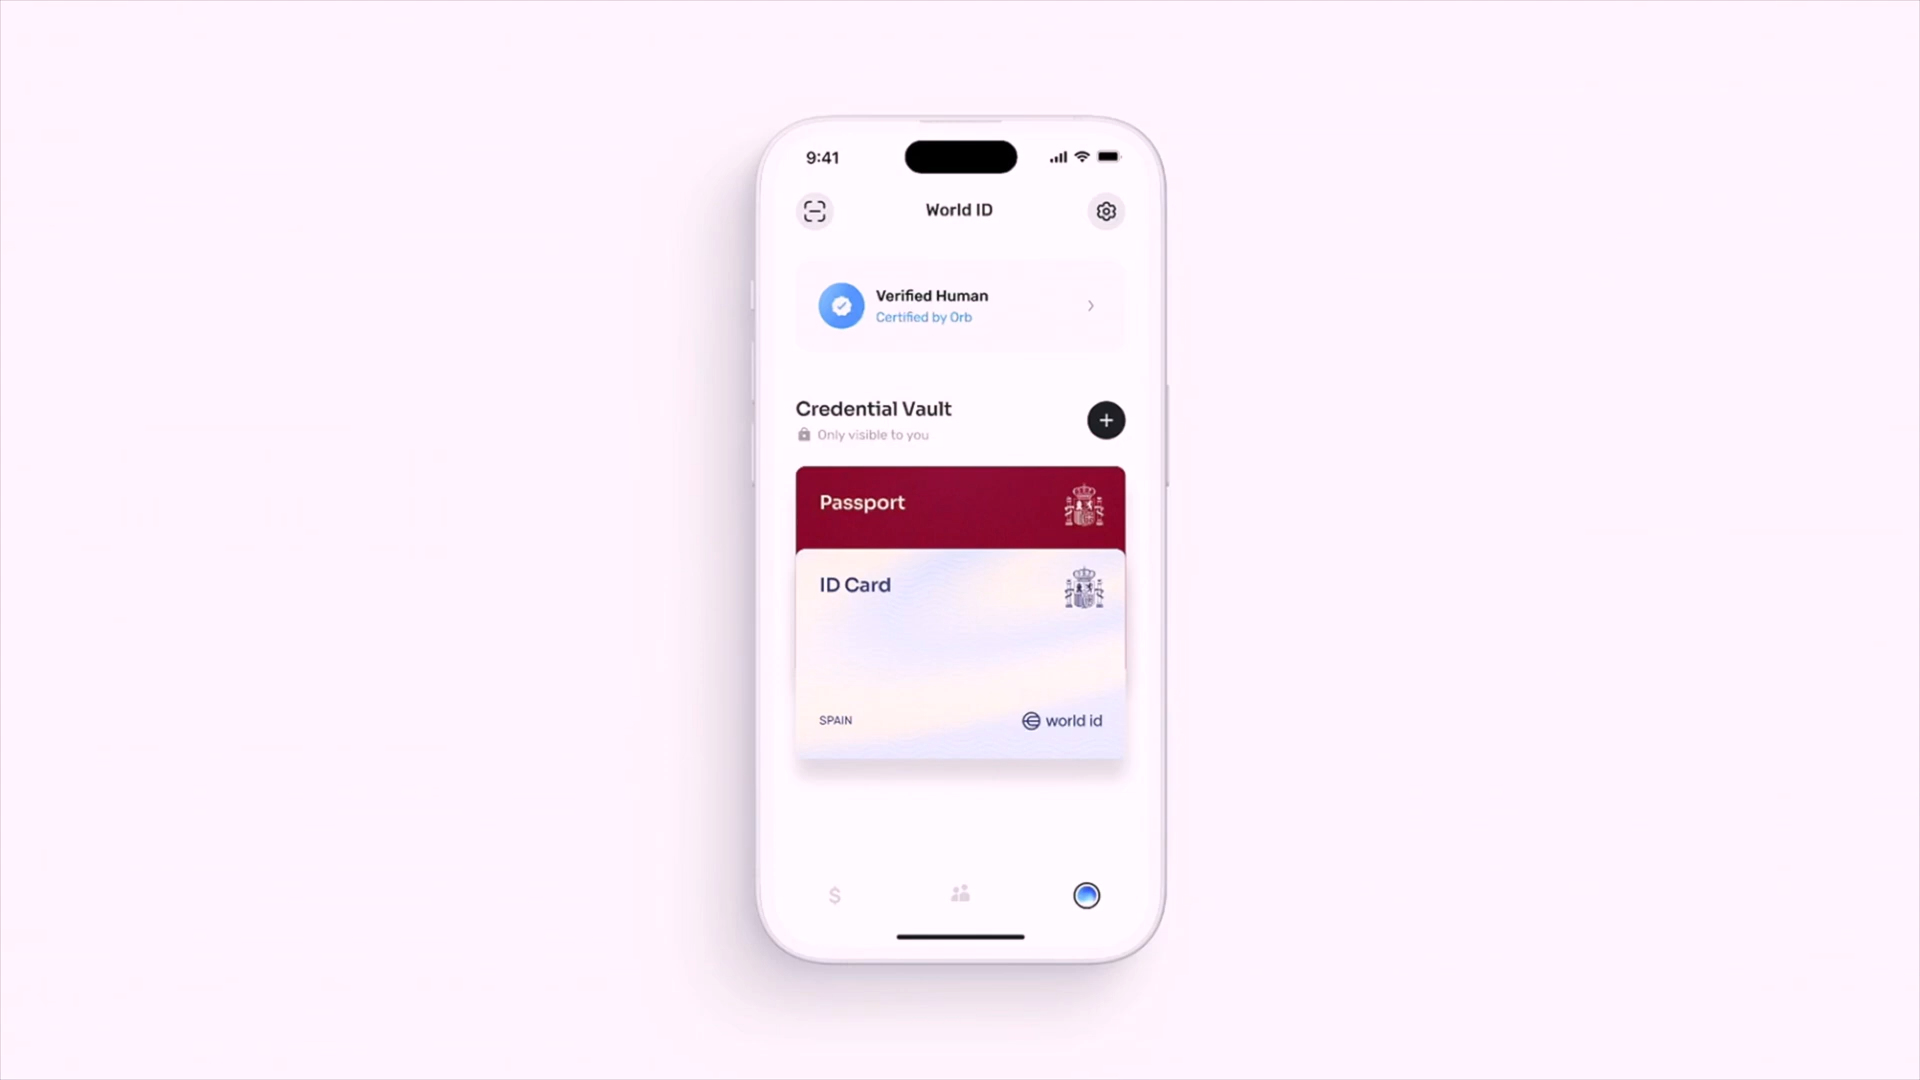 9:41
World ID
Verified Human
Certified by Orb
Credential Vault
Only visible to you
Passport
ID Card
SPAIN
world id